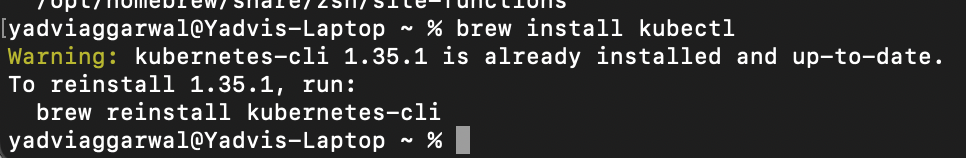 /opt/homebrew/share/zsh/site-functions
[yadviaggarwal@Yadvis-Laptop ~ % brew install kubectl
Warning: kubernetes-cli 1.35.1 is already installed and up-to-date.
To reinstall 1.35.1, run:
  brew reinstall kubernetes-cli
yadviaggarwal@Yadvis-Laptop ~ %